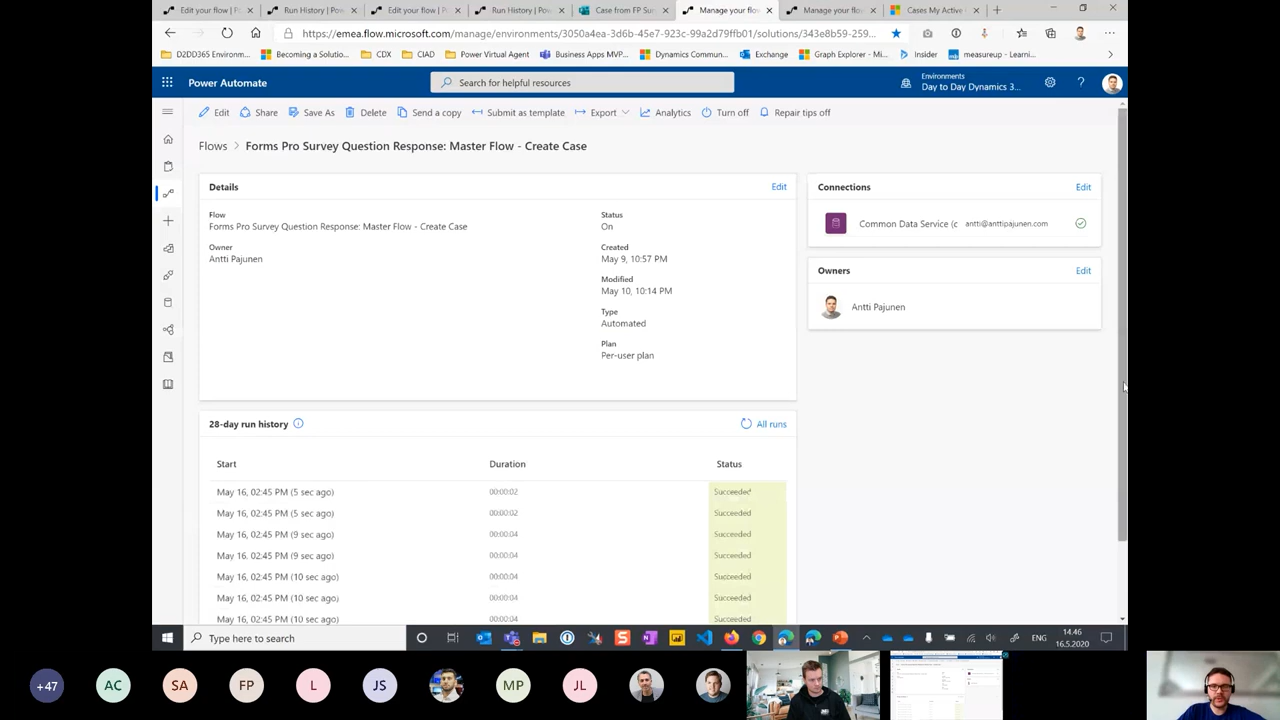 Edit your flow | P
Run History | Pow
Edit your flow | P
Run History | Pow
Case from FP Su
Manage your flow
Manage your flow
Cases My Active
https://emea.flow.microsoft.com/manage/environments/3050a4ea-3d6b-45e7-923c-99a2d79ffb01/solutions/343e8b59-259...
D2DD365 Environ...
Becoming a Solution...
CDX
CIAD
Power Virtual Agent
Business Apps MVP...
Dynamics Commun...
Exchange
Graph Explorer - Mi...
Insider
measureup - Learni...
Power Automate
Search for helpful resources
Environments
Day to Day Dynamics 3...
?
Edit
Share
Save As
Delete
Send a copy
Submit as template
Export
Analytics
Turn off
Repair tips off
Flows > Forms Pro Survey Question Response: Master Flow - Create Case
Details
Edit
Flow
Forms Pro Survey Question Response: Master Flow - Create Case
Owner
Antti Pajunen
Status
On
Created
May 9, 10:57 PM
Modified
May 10, 10:14 PM
Type
Automated
Plan
Per-user plan
Connections
Edit
Common Data Service (c
antti@anttipajunen.com
Owners
Edit
Antti Pajunen
28-day run history
All runs
Start Duration Status
May 16, 02:45 PM (5 sec ago) 00:00:02 Succeeded
May 16, 02:45 PM (5 sec ago) 00:00:02 Succeeded
May 16, 02:45 PM (9 sec ago) 00:00:04 Succeeded
May 16, 02:45 PM (9 sec ago) 00:00:04 Succeeded
May 16, 02:45 PM (10 sec ago) 00:00:04 Succeeded
May 16, 02:45 PM (10 sec ago) 00:00:04 Succeeded
May 16, 02:45 PM (10 sec ago) 00:00:04 Succeeded
Type here to search
ENG
14.46
16.5.2020
+47
AC
SA
L
JS
JL